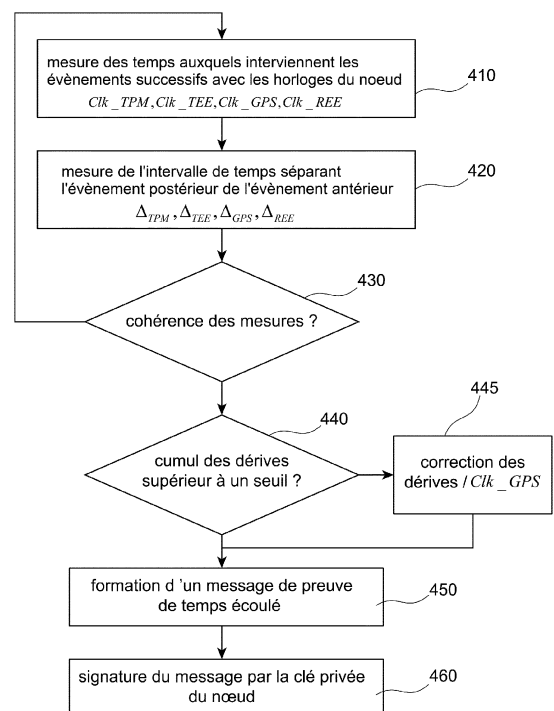 mesure des temps auxquels interviennent les
évènements successifs avec les horloges du noeud
Clk_TPM,Clk_TEE,Clk_GPS,Clk_REE
410
mesure de l'intervalle de temps séparant
l'évènement postérieur de l'évènement antérieur
Δ_TPM, Δ_TEE, Δ_GPS, Δ_REE
420
430
cohérence des mesures ?
440
cumul des dérives
supérieur à un seuil ?
445
correction des
dérives / Clk_GPS
formation d 'un message de preuve
de temps écoulé
450
signature du message par la clé privée
du nœud
460